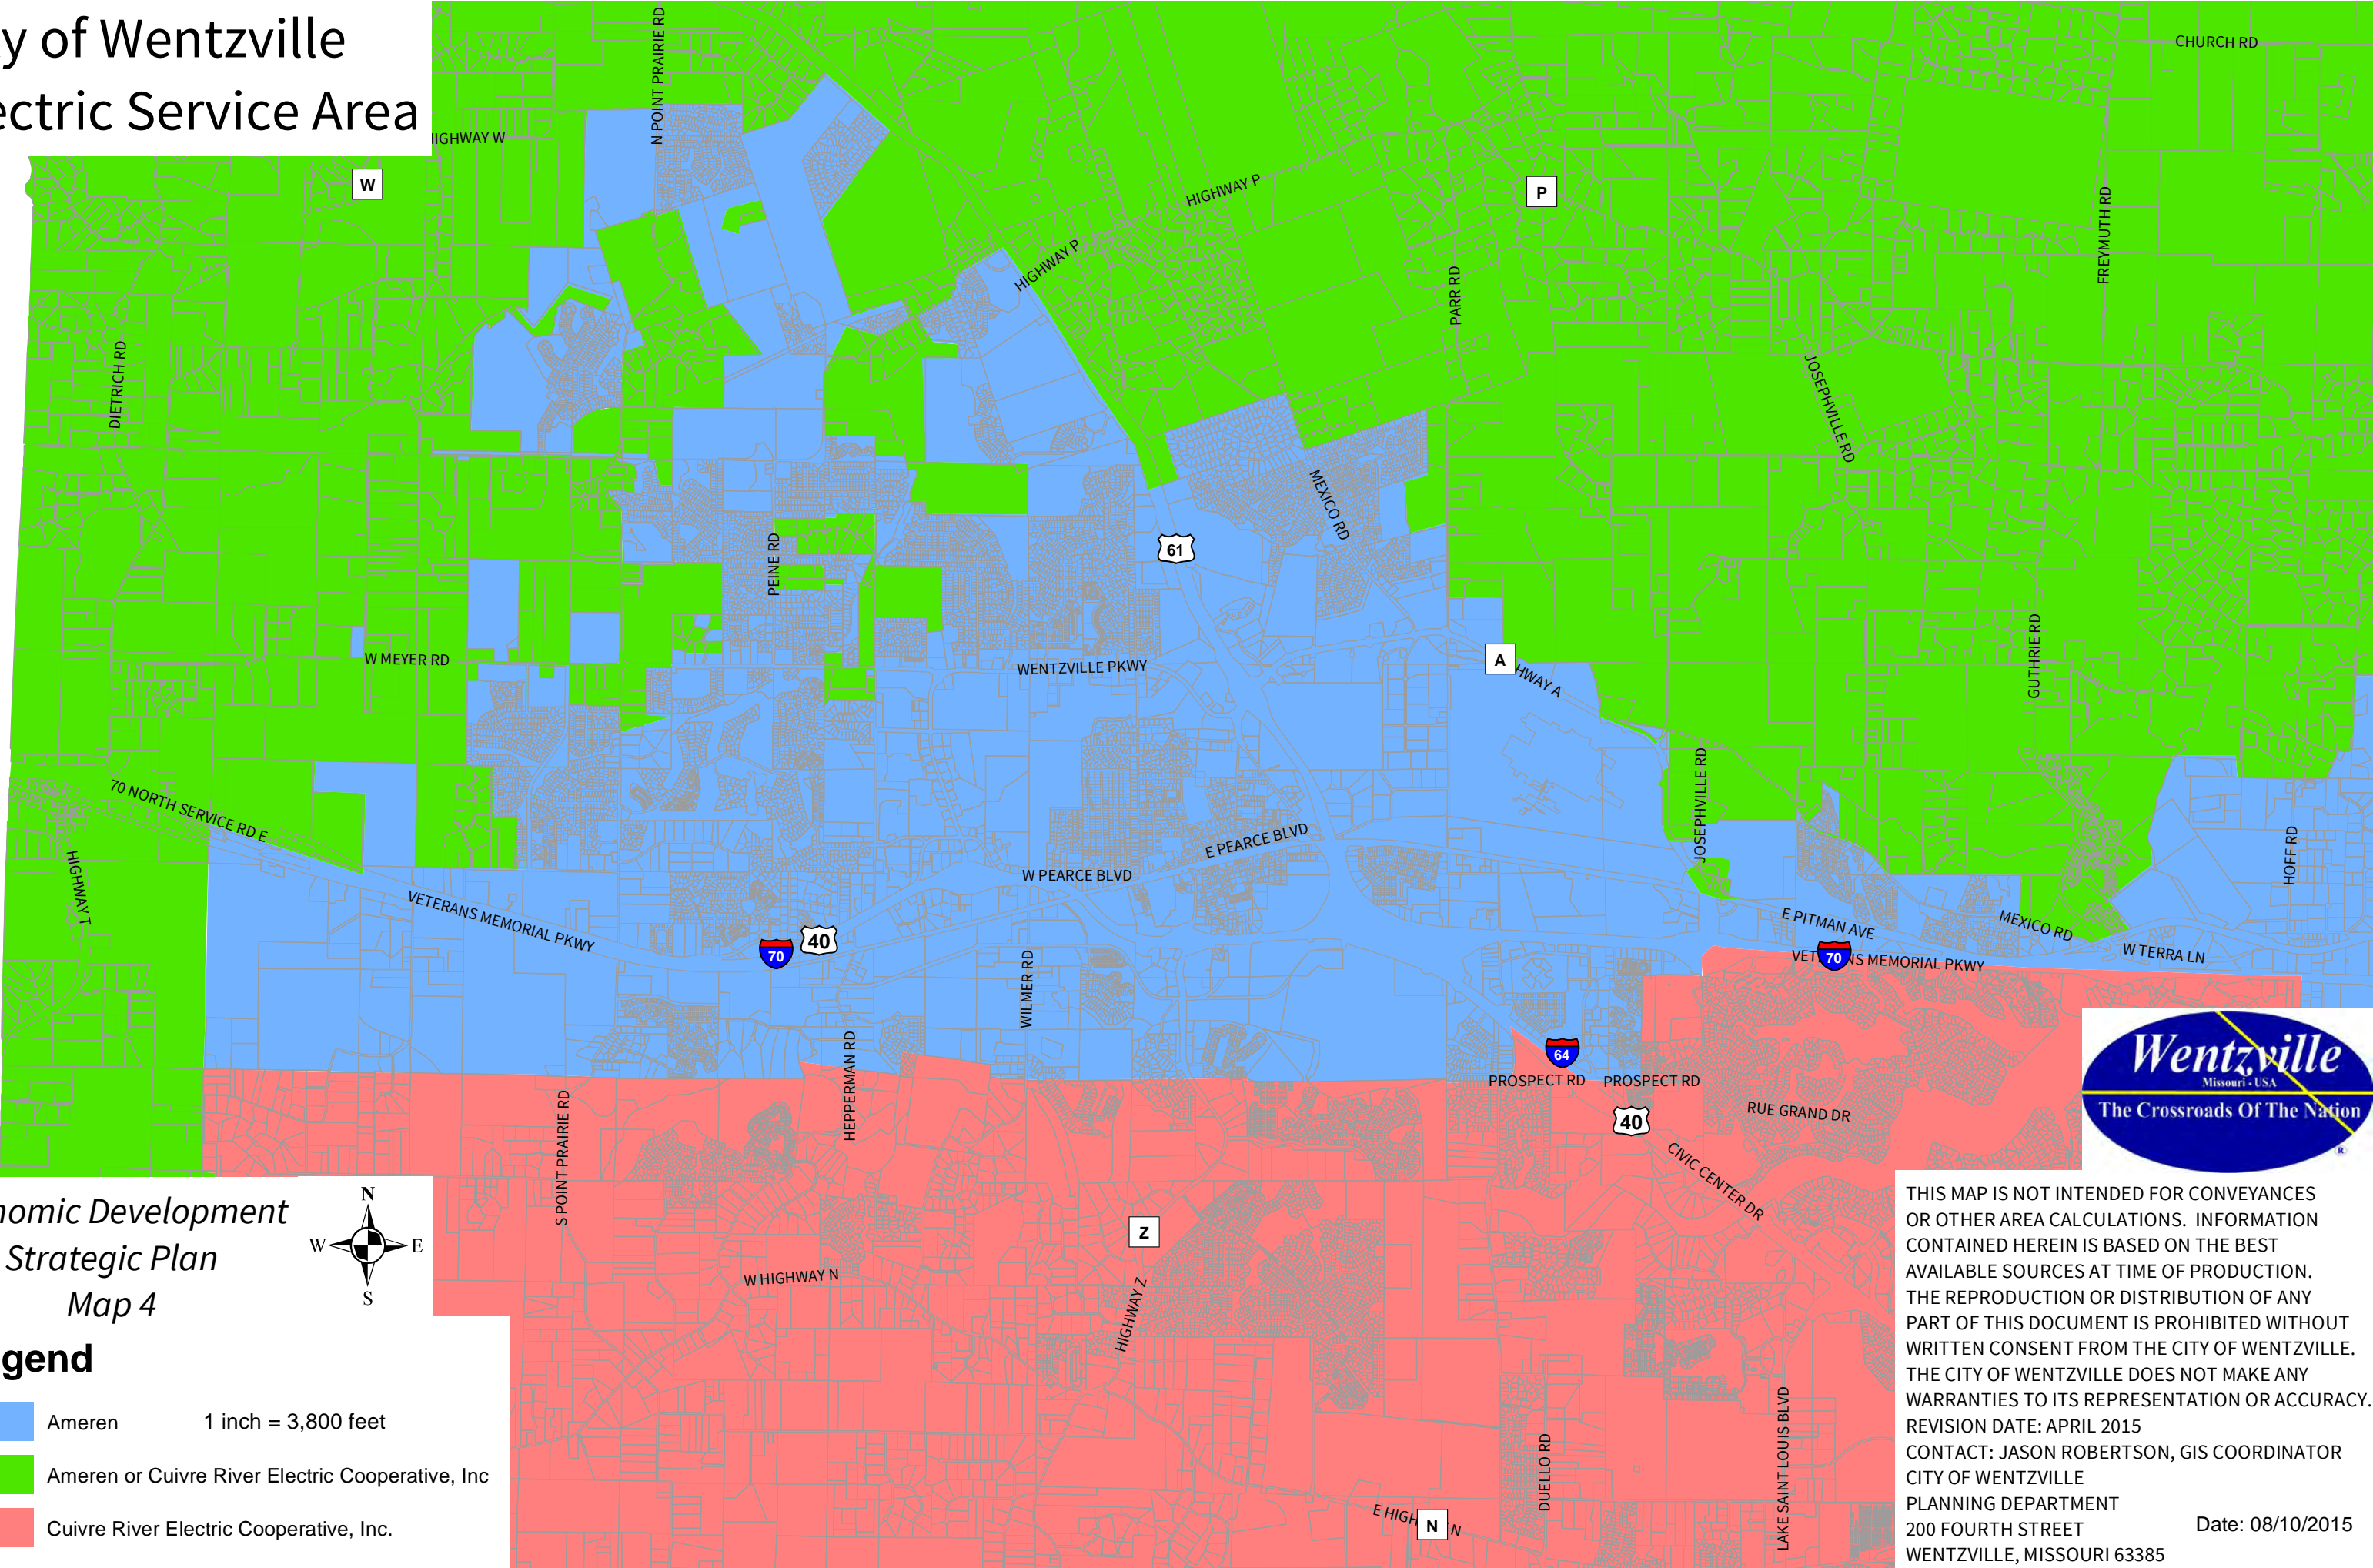 y of Wentzville
ectric Service Area
HIGHWAY W
W
N POINT PRAIRIE RD
CHURCH RD
HIGHWAY P
HIGHWAY P
P
PARR RD
FREYMUTH RD
DIETRICH RD
JOSEPHVILLE RD
MEXICO RD
61
PEINE RD
W MEYER RD
WENTZVILLE PKWY
A
HWAY A
GUTHRIE RD
70 NORTH SERVICE RD E
HIGHWAY T
JOSEPHVILLE RD
HOFF RD
E PEARCE BLVD
W PEARCE BLVD
VETERANS MEMORIAL PKWY
70
40
WILMER RD
E PITMAN AVE
MEXICO RD
W TERRA LN
VETERANS MEMORIAL PKWY
70
64
HEPPERMAN RD
PROSPECT RD
PROSPECT RD
40
RUE GRAND DR
S POINT PRAIRIE RD
CIVIC CENTER DR
Z
W HIGHWAY N
HIGHWAY Z
DUELLO RD
LAKE SAINT LOUIS BLVD
E HIGH N
N
Wentzville
Missouri - USA
The Crossroads Of The Nation
®
nomic Development
Strategic Plan
Map 4
N
W E
S
gend
Ameren 1 inch = 3,800 feet
Ameren or Cuivre River Electric Cooperative, Inc
Cuivre River Electric Cooperative, Inc.
THIS MAP IS NOT INTENDED FOR CONVEYANCES
OR OTHER AREA CALCULATIONS. INFORMATION
CONTAINED HEREIN IS BASED ON THE BEST
AVAILABLE SOURCES AT TIME OF PRODUCTION.
THE REPRODUCTION OR DISTRIBUTION OF ANY
PART OF THIS DOCUMENT IS PROHIBITED WITHOUT
WRITTEN CONSENT FROM THE CITY OF WENTZVILLE.
THE CITY OF WENTZVILLE DOES NOT MAKE ANY
WARRANTIES TO ITS REPRESENTATION OR ACCURACY.
REVISION DATE: APRIL 2015
CONTACT: JASON ROBERTSON, GIS COORDINATOR
CITY OF WENTZVILLE
PLANNING DEPARTMENT
200 FOURTH STREET
WENTZVILLE, MISSOURI 63385
Date: 08/10/2015